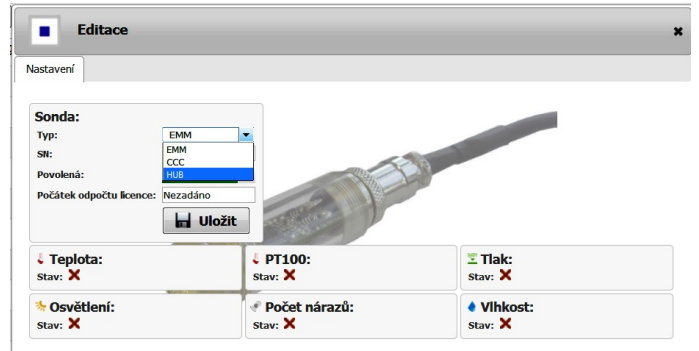 Editace
Nastavení
Sonda:
Typ: EMM
EMM
SN:
CCC
Povolená:
HUB
Počátek odpočtu licence: Nezadáno
Uložit
Teplota:
Stav:
PT100:
Stav:
Tlak:
Stav:
Osvětlení:
Stav:
Počet nárazů:
Stav:
Vlhkost:
Stav: